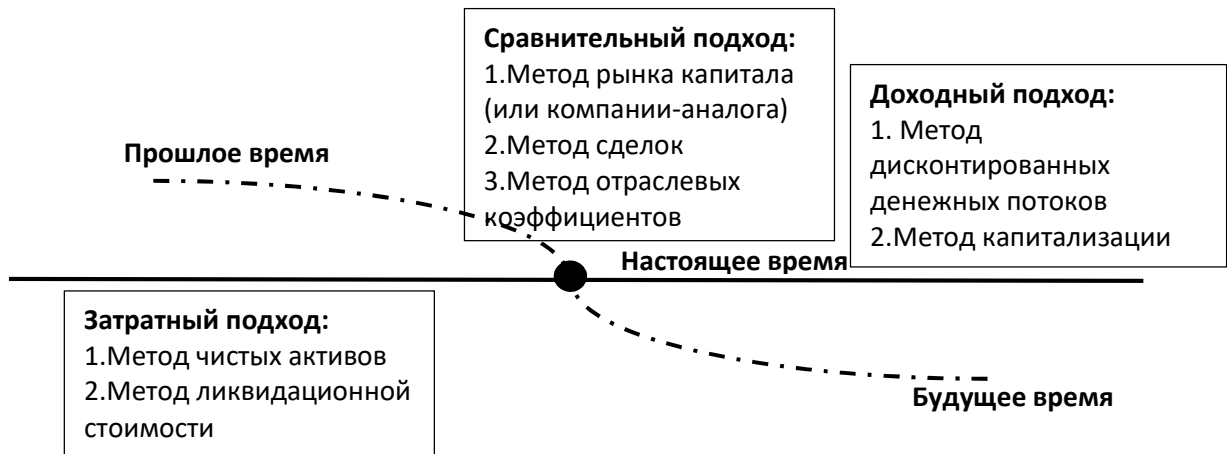 Сравнительный подход:
1.Метод рынка капитала
(или компании-аналога)
2.Метод сделок
3.Метод отраслевых
коэффициентов
Доходный подход:
1. Метод
дисконтированных
денежных потоков
2.Метод капитализации
Прошлое время
Настоящее время
Затратный подход:
1.Метод чистых активов
2.Метод ликвидационной
стоимости
Будущее время